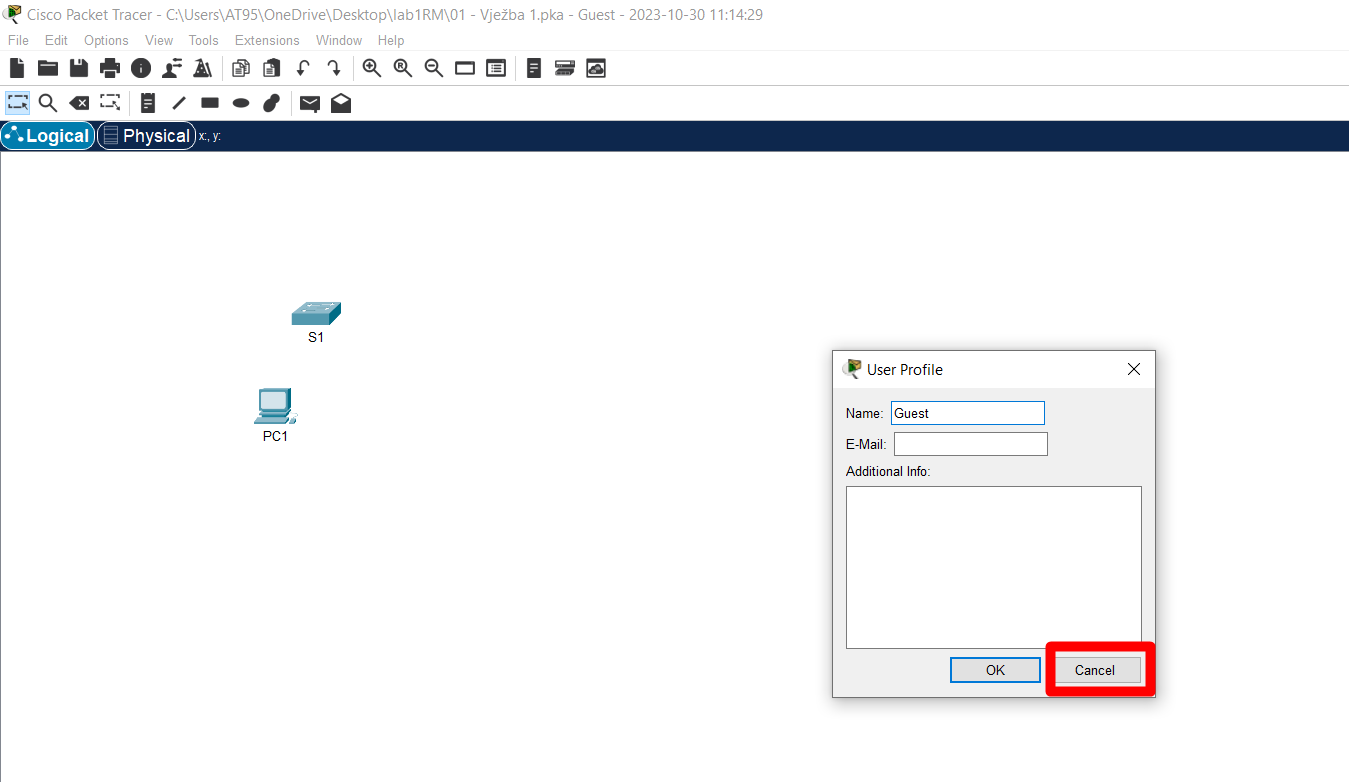 Cisco Packet Tracer - C:\Users\AT95\OneDrive\Desktop\lab1RM\01 - Vježba 1.pka - Guest - 2023-10-30 11:14:29
File Edit Options View Tools Extensions Window Help
Logical Physical x:, y:
S1
PC1
User Profile
Name: Guest
E-Mail:
Additional Info:
OK Cancel